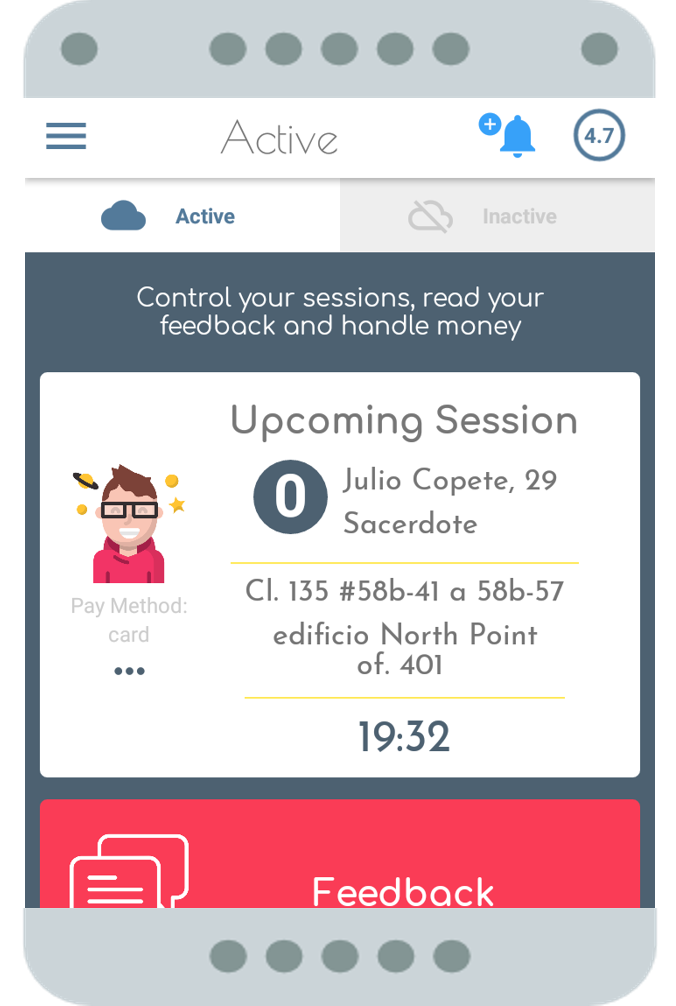 Active
4.7
Active
Inactive
Control your sessions, read your
feedback and handle money
Upcoming Session
0
Julio Copete, 29
Sacerdote
Pay Method:
card
Cl. 135 #58b-41 a 58b-57
edificio North Point
of. 401
19:32
Feedback